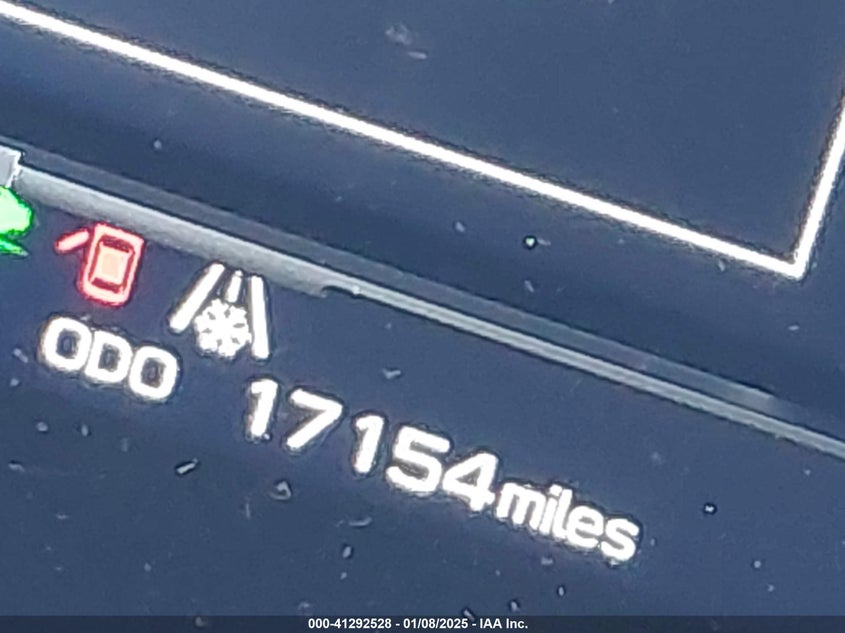 ODO
17154miles
000-41292528 - 01/08/2025 - IAA Inc.